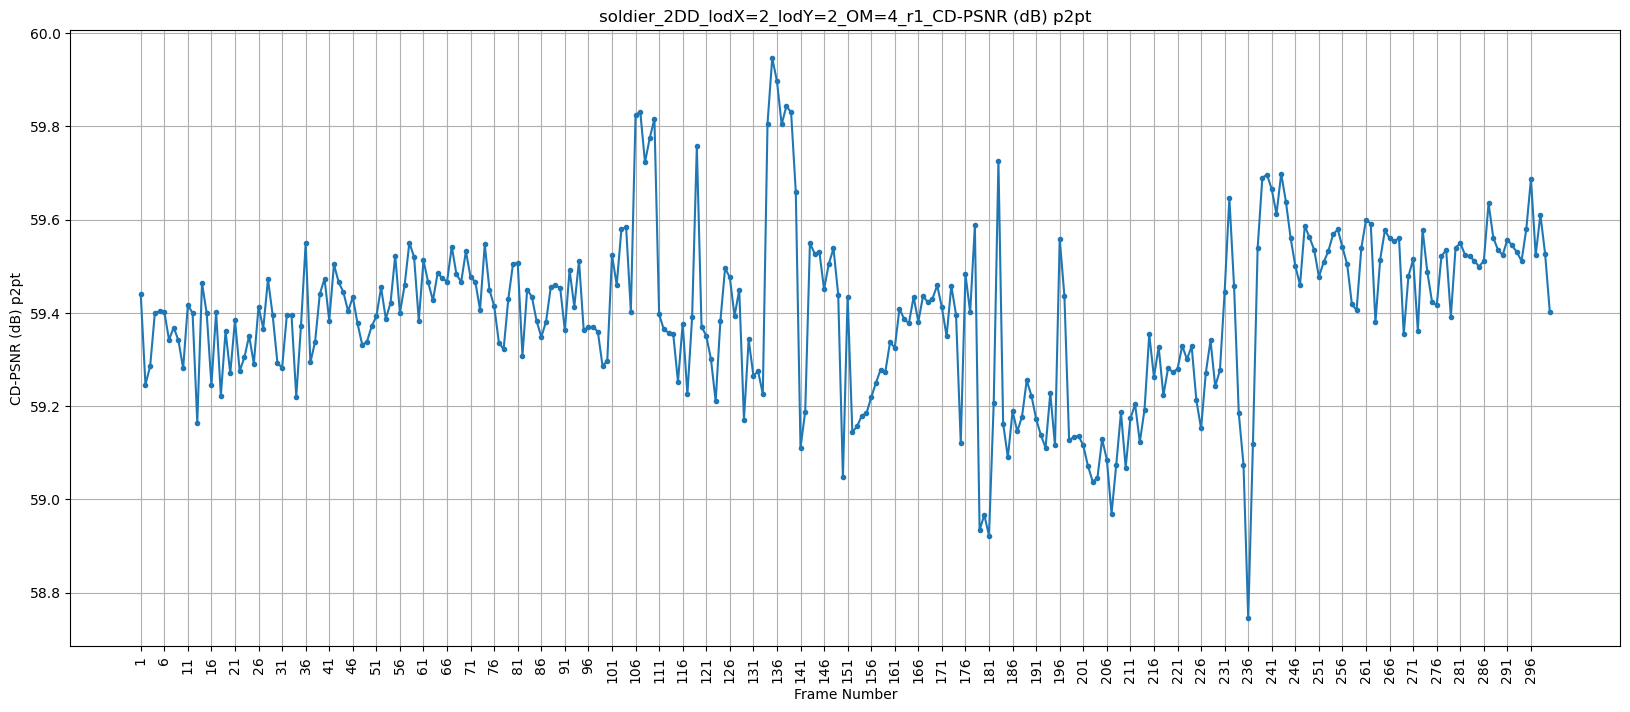 soldier_2DD_lodX=2_lodY=2_OM=4_r1_CD-PSNR (dB) p2pt
CD-PSNR (dB) p2pt
60.0
59.8
59.6
59.4
59.2
59.0
58.8
1 6 11 16 21 26 31 36 41 46 51 56 61 66 71 76 81 86 91 96 101 106 111 116 121 126 131 136 141 146 151 156 161 166 171 176 181 186 191 196 201 206 211 216 221 226 231 236 241 246 251 256 261 266 271 276 281 286 291 296
Frame Number